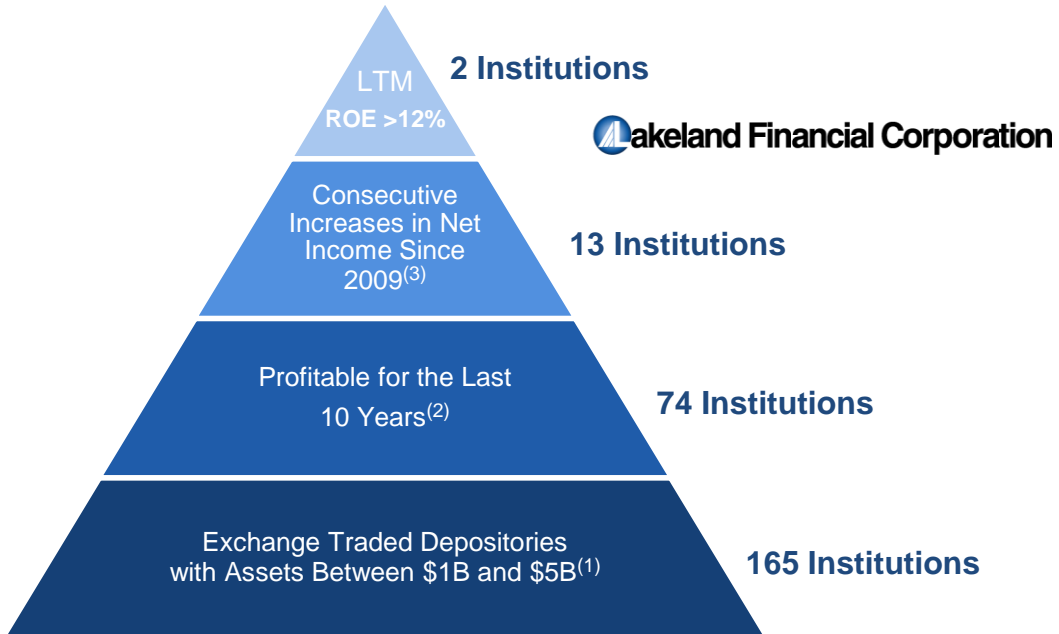 LTM
ROE >12%
2 Institutions
Lakeland Financial Corporation
Consecutive
Increases in Net
Income Since
2009(3)
13 Institutions
Profitable for the Last
10 Years(2)
74 Institutions
Exchange Traded Depositories
with Assets Between $1B and $5B(1)
165 Institutions